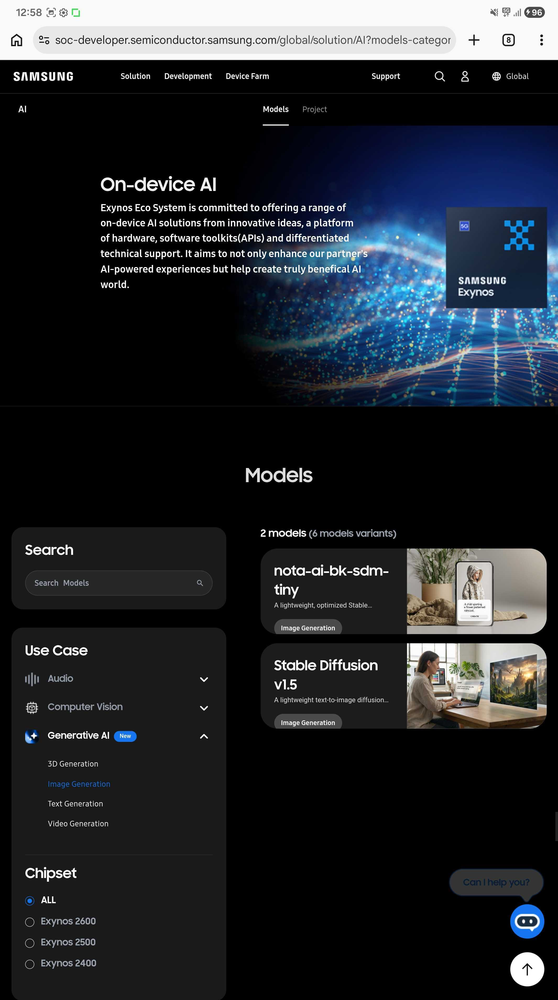 12:58
5G
96
soc-developer.semiconductor.samsung.com/global/solution/AI?models-categor
8
SAMSUNG
Solution Development Device Farm Support Global
AI
Models Project
On-device AI
Exynos Eco System is committed to offering a range of
on-device AI solutions from innovative ideas, a platform
of hardware, software toolkits(APIs) and differentiated
technical support. It aims to not only enhance our partner's
AI-powered experiences but help create truly benefical AI
world.
5G
SAMSUNG
Exynos
Models
Search
Search Models
Use Case
Audio
Computer Vision
Generative AI New
3D Generation
Image Generation
Text Generation
Video Generation
Chipset
ALL
Exynos 2600
Exynos 2500
Exynos 2400
2 models (6 models variants)
nota-ai-bk-sdm-
tiny
A lightweight, optimized Stable...
Image Generation
A child sporting
a flower patterned
raincoat.
CREATE
Stable Diffusion
v1.5
A lightweight text-to-image diffusion...
Image Generation
Can I help you?